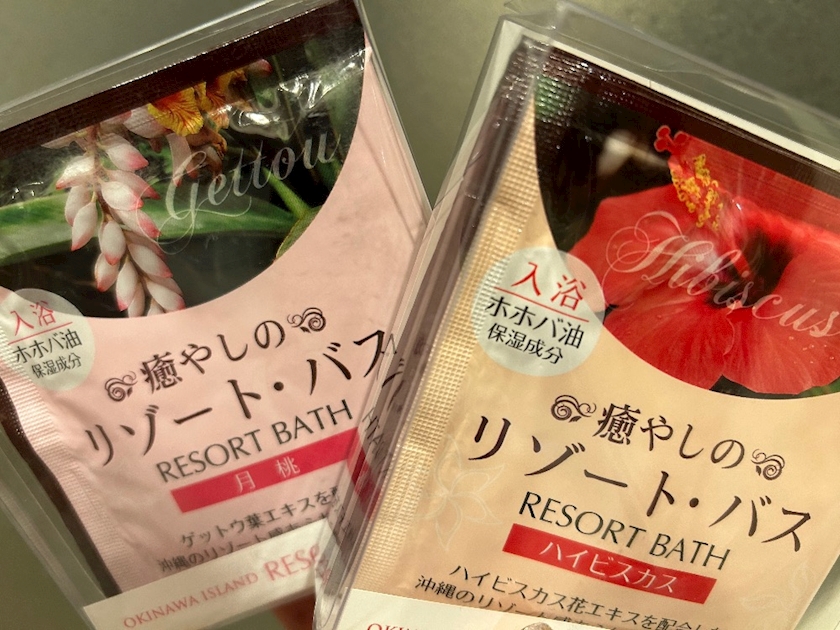 Gettou
入浴
ホホバ油
保湿成分
癒やしの
リゾート・バス
RESORT BATH
月桃
ゲットウ葉エキスを
沖縄のリゾート
OKINAWA ISLAND RESO
Hibiscus
入浴
ホホバ油
保湿成分
癒やしの
リゾート・バス
RESORT BATH
ハイビスカス
ハイビスカス花エキスを配合し
沖縄のリゾート